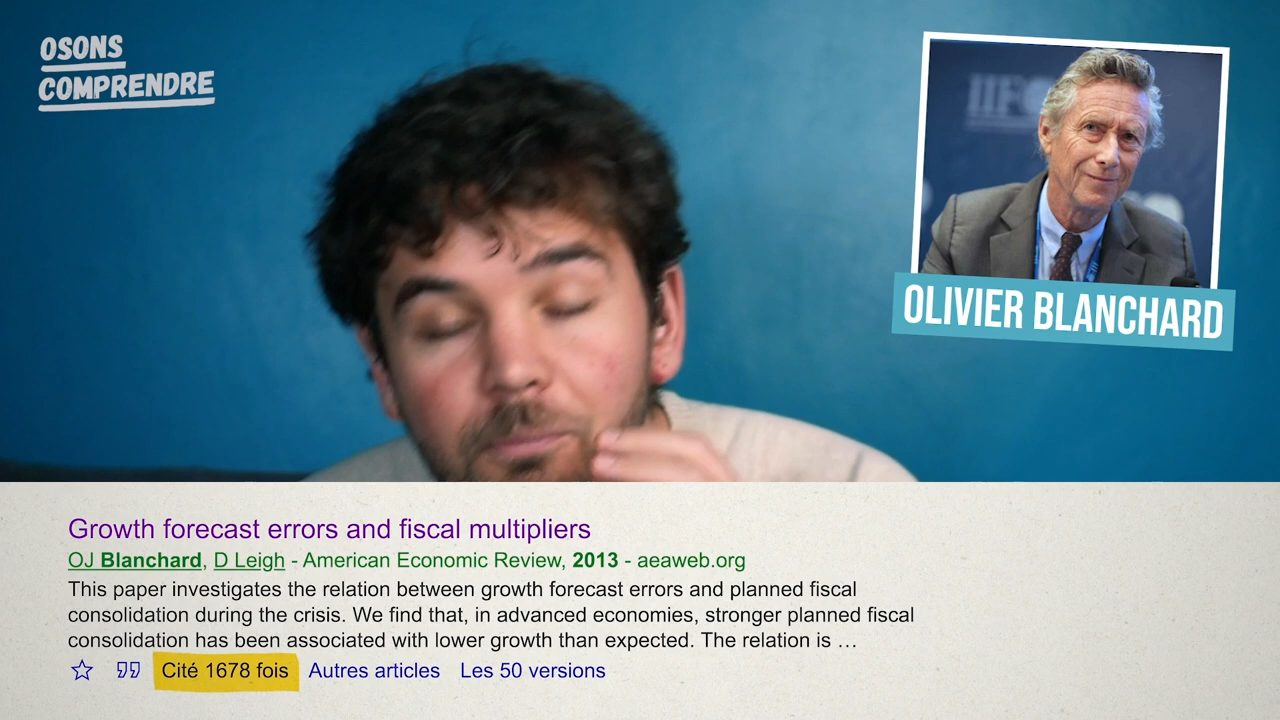 OSONS
COMPRENDRE
IIF
OLIVIER BLANCHARD
Growth forecast errors and fiscal multipliers
OJ Blanchard, D Leigh - American Economic Review, 2013 - aeaweb.org
This paper investigates the relation between growth forecast errors and planned fiscal
consolidation during the crisis. We find that, in advanced economies, stronger planned fiscal
consolidation has been associated with lower growth than expected. The relation is …
Cité 1678 fois Autres articles Les 50 versions